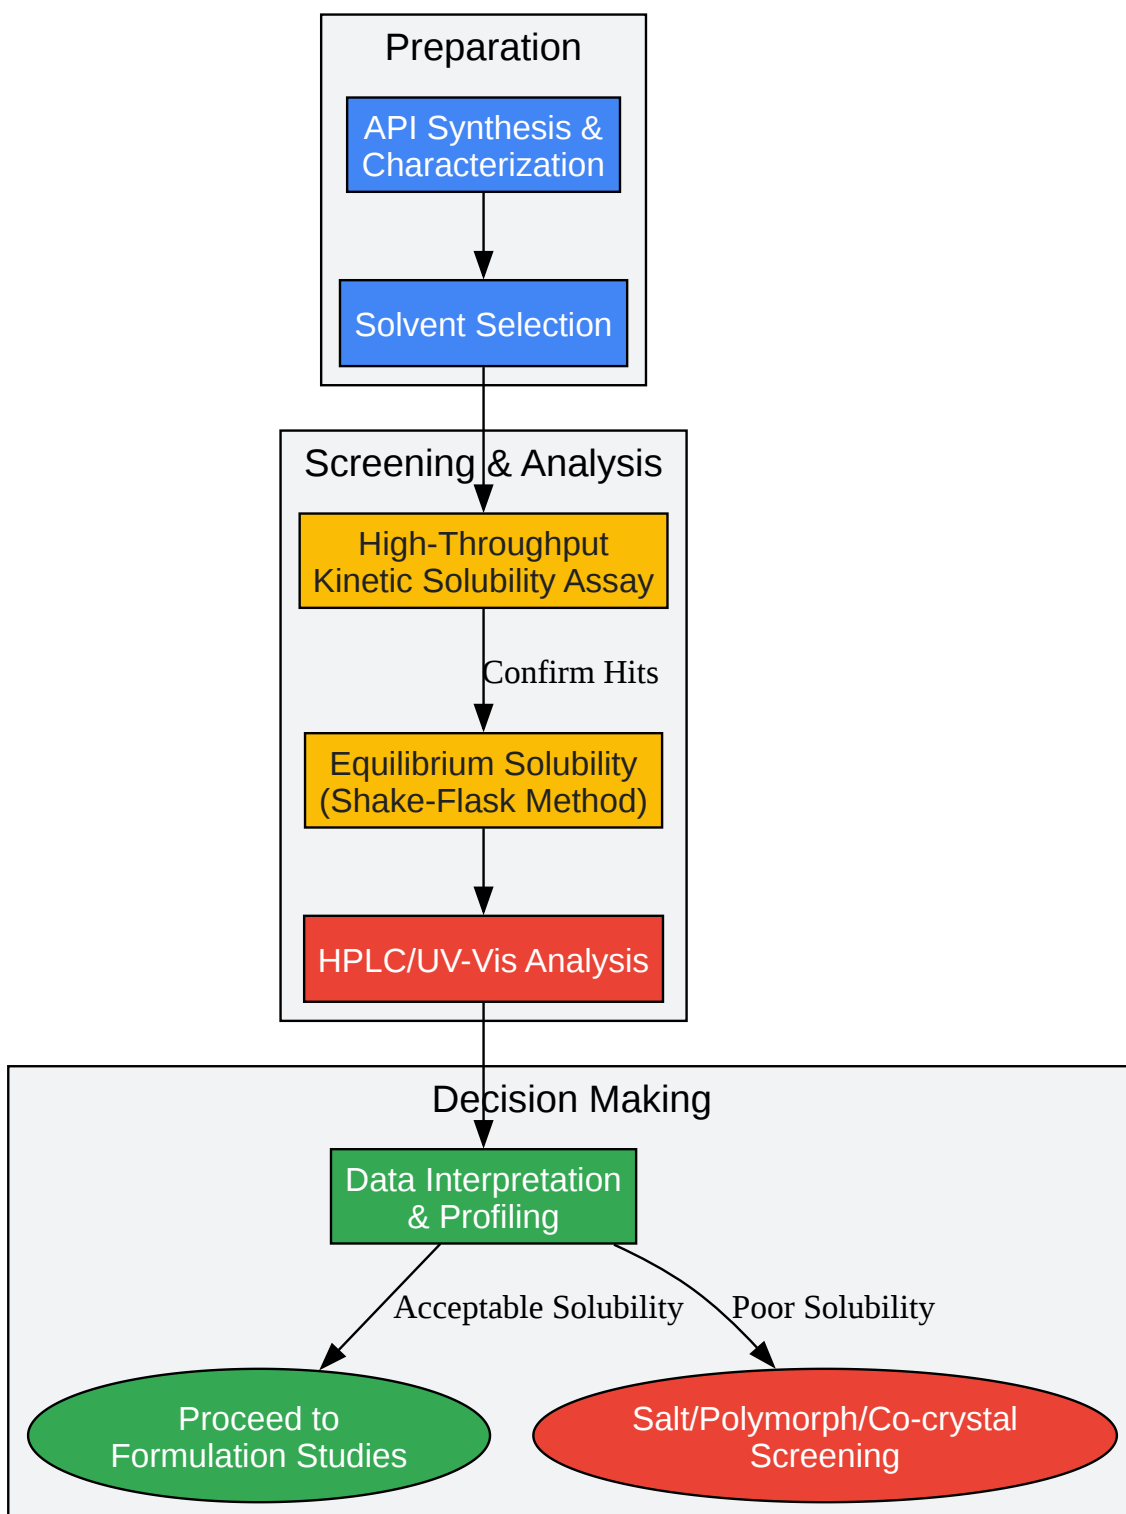 Preparation
API Synthesis &
Characterization
Solvent Selection
Screening & Analysis
High-Throughput
Kinetic Solubility Assay
Confirm Hits
Equilibrium Solubility
(Shake-Flask Method)
HPLC/UV-Vis Analysis
Decision Making
Data Interpretation
& Profiling
Acceptable Solubility
Poor Solubility
Proceed to
Formulation Studies
Salt/Polymorph/Co-crystal
Screening